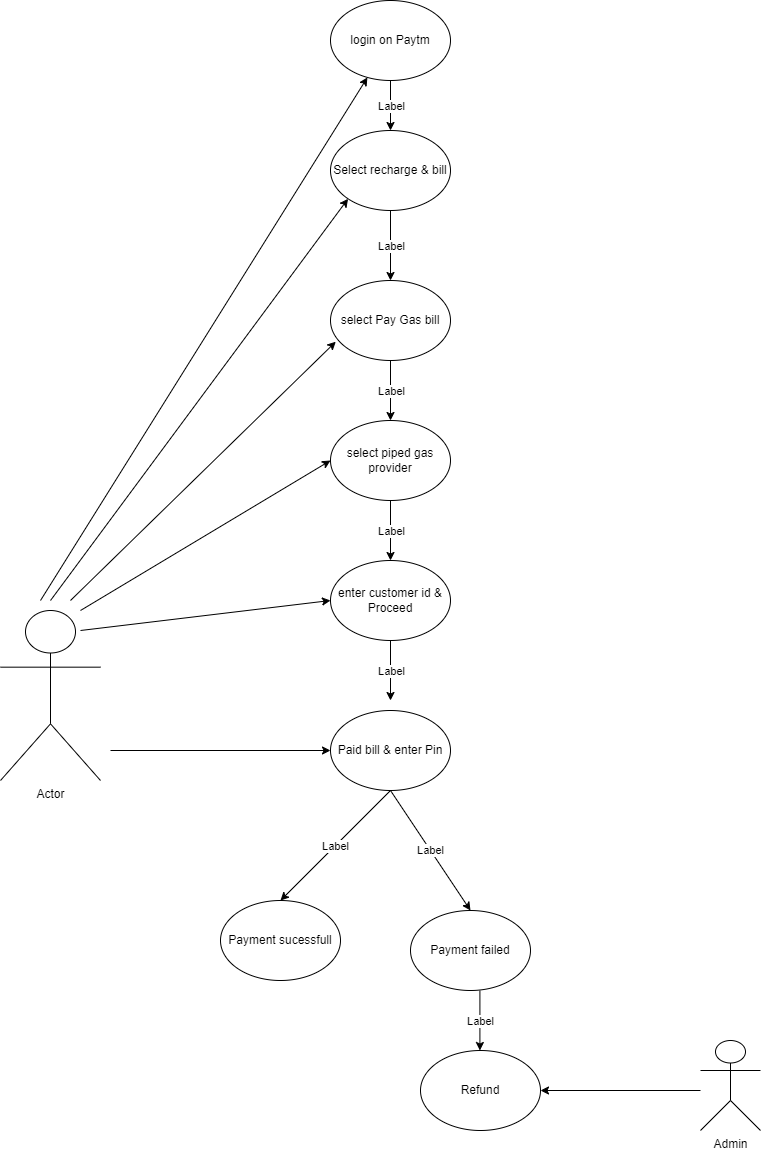 login on Paytm
Label
Select recharge & bill
Label
select Pay Gas bill
Label
select piped gas
provider
Label
enter customer id &
Proceed
Label
Paid bill & enter Pin
Actor
Label
Label
Payment sucessfull
Payment failed
Label
Refund
Admin